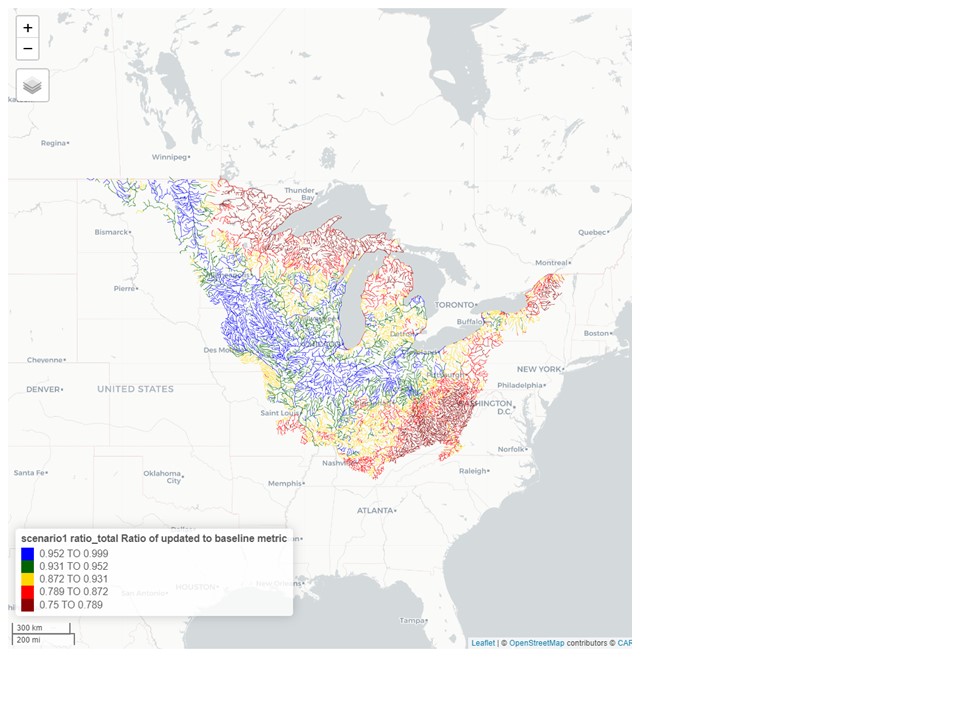 +
−
Regina
Winnipeg
Thunder
Bay
Bismarck
Quebec
Montreal
Pierre
TORONTO
Buffalo
Detroit
Boston
Des Moines
Cheyenne
NEW YORK
Pittsburgh
DENVER
UNITED STATES
Philadelphia
WASHINGTON
D.C.
Saint Louis
Norfolk
Nashville
Raleigh
Santa Fe
Oklahoma
City
Memphis
ATLANTA
scenario1 ratio_total Ratio of updated to baseline metric
0.952 TO 0.999
0.931 TO 0.952
0.872 TO 0.931
0.789 TO 0.872
0.75 TO 0.789
HOUSTON
New Orleans
San Antonio
Tampa
300 km
200 mi
Leaflet | © OpenStreetMap contributors © CAR